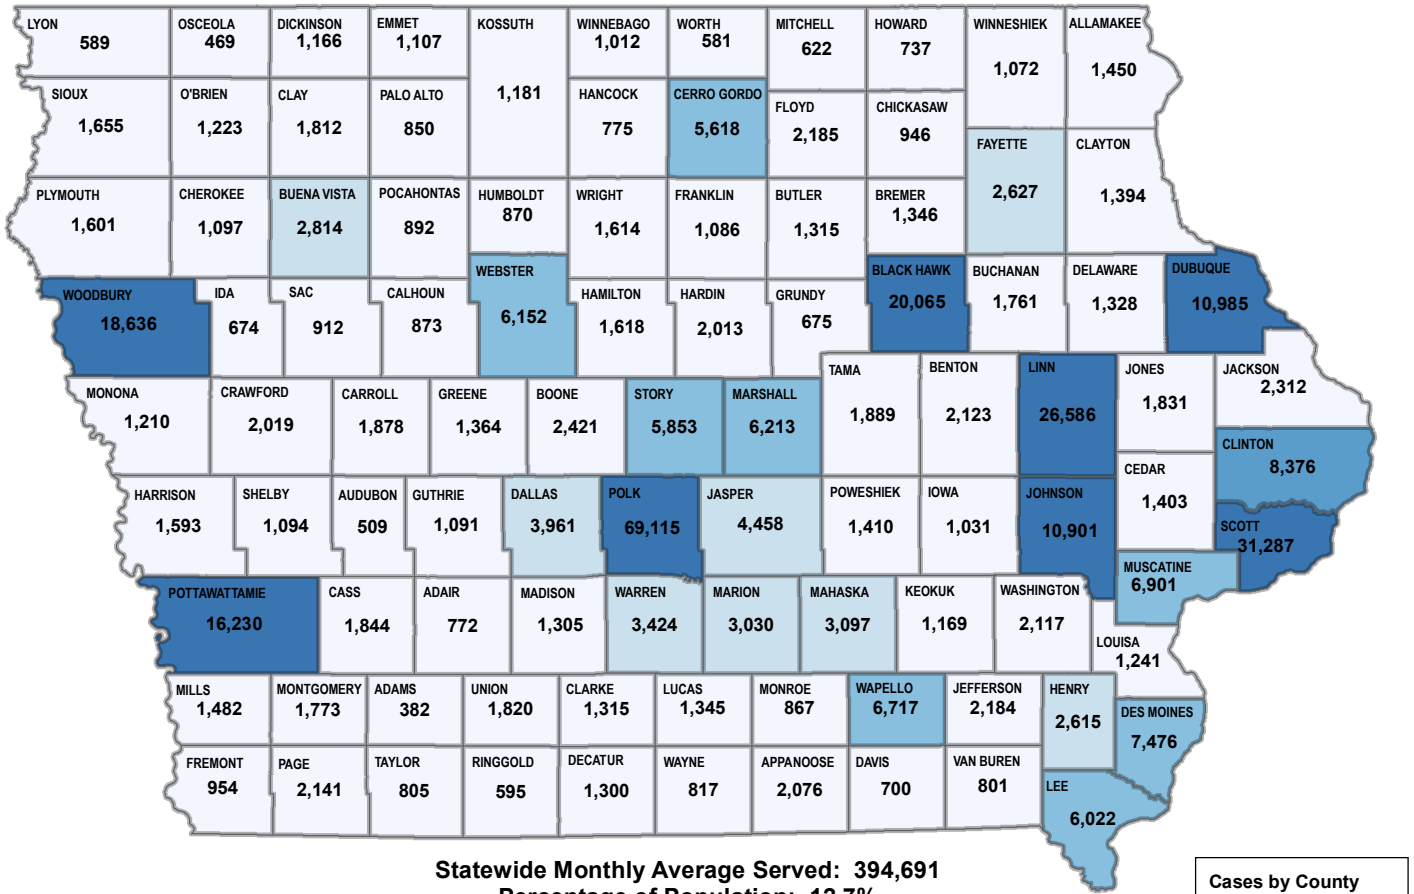 LYON
589
OSCEOLA
469
DICKINSON
1,166
EMMET
1,107
KOSSUTH
1,181
WINNEBAGO
1,012
WORTH
581
MITCHELL
622
HOWARD
737
WINNESHIEK
1,072
ALLAMAKEE
1,450
SIOUX
1,655
O'BRIEN
1,223
CLAY
1,812
PALO ALTO
850
HANCOCK
775
CERRO GORDO
5,618
FLOYD
2,185
CHICKASAW
946
FAYETTE
2,627
CLAYTON
1,394
PLYMOUTH
1,601
CHEROKEE
1,097
BUENA VISTA
2,814
POCAHONTAS
892
HUMBOLDT
870
WRIGHT
1,614
FRANKLIN
1,086
BUTLER
1,315
BREMER
1,346
WOODBURY
18,636
IDA
674
SAC
912
CALHOUN
873
WEBSTER
6,152
HAMILTON
1,618
HARDIN
2,013
GRUNDY
675
BLACK HAWK
20,065
BUCHANAN
1,761
DELAWARE
1,328
DUBUQUE
10,985
MONONA
1,210
CRAWFORD
2,019
CARROLL
1,878
GREENE
1,364
BOONE
2,421
STORY
5,853
MARSHALL
6,213
TAMA
1,889
BENTON
2,123
LINN
26,586
JONES
1,831
JACKSON
2,312
CLINTON
8,376
CEDAR
1,403
HARRISON
1,593
SHELBY
1,094
AUDUBON
509
GUTHRIE
1,091
DALLAS
3,961
POLK
69,115
JASPER
4,458
POWESHIEK
1,410
IOWA
1,031
JOHNSON
10,901
SCOTT
31,287
MUSCATINE
6,901
POTTAWATTAMIE
16,230
CASS
1,844
ADAIR
772
MADISON
1,305
WARREN
3,424
MARION
3,030
MAHASKA
3,097
KEOKUK
1,169
WASHINGTON
2,117
LOUISA
1,241
MILLS
1,482
MONTGOMERY
1,773
ADAMS
382
UNION
1,820
CLARKE
1,315
LUCAS
1,345
MONROE
867
WAPELLO
6,717
JEFFERSON
2,184
HENRY
2,615
DES MOINES
7,476
FREMONT
954
PAGE
2,141
TAYLOR
805
RINGGOLD
595
DECATUR
1,300
WAYNE
817
APPANOOSE
2,076
DAVIS
700
VAN BUREN
801
LEE
6,022
Statewide Monthly Average Served: 394,691
Percentage of Population: 12.7%
Cases by County